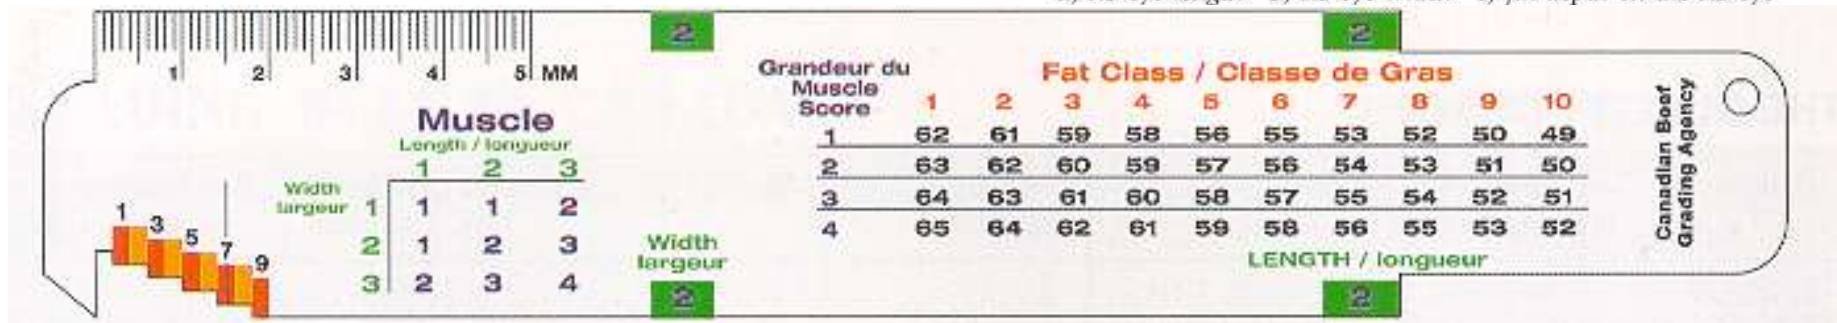 2 2
1 2 3 4 5 MM
Grandeur du
Muscle
Score
Fat Class / Classe de Gras
1 2 3 4 5 6 7 8 9 10
1 62 61 59 58 56 55 53 52 50 49
2 63 62 60 59 57 56 54 53 51 50
3 64 63 61 60 58 57 55 54 52 51
4 65 64 62 61 59 58 56 55 53 52
LENGTH / longueur
Muscle
Length / longueur
1 2 3
Width
largeur
1 1 1 2
2 1 2 3
3 2 3 4
1 3 5 7 9
Width
largeur
2 2
Canadian Beef
Grading Agency